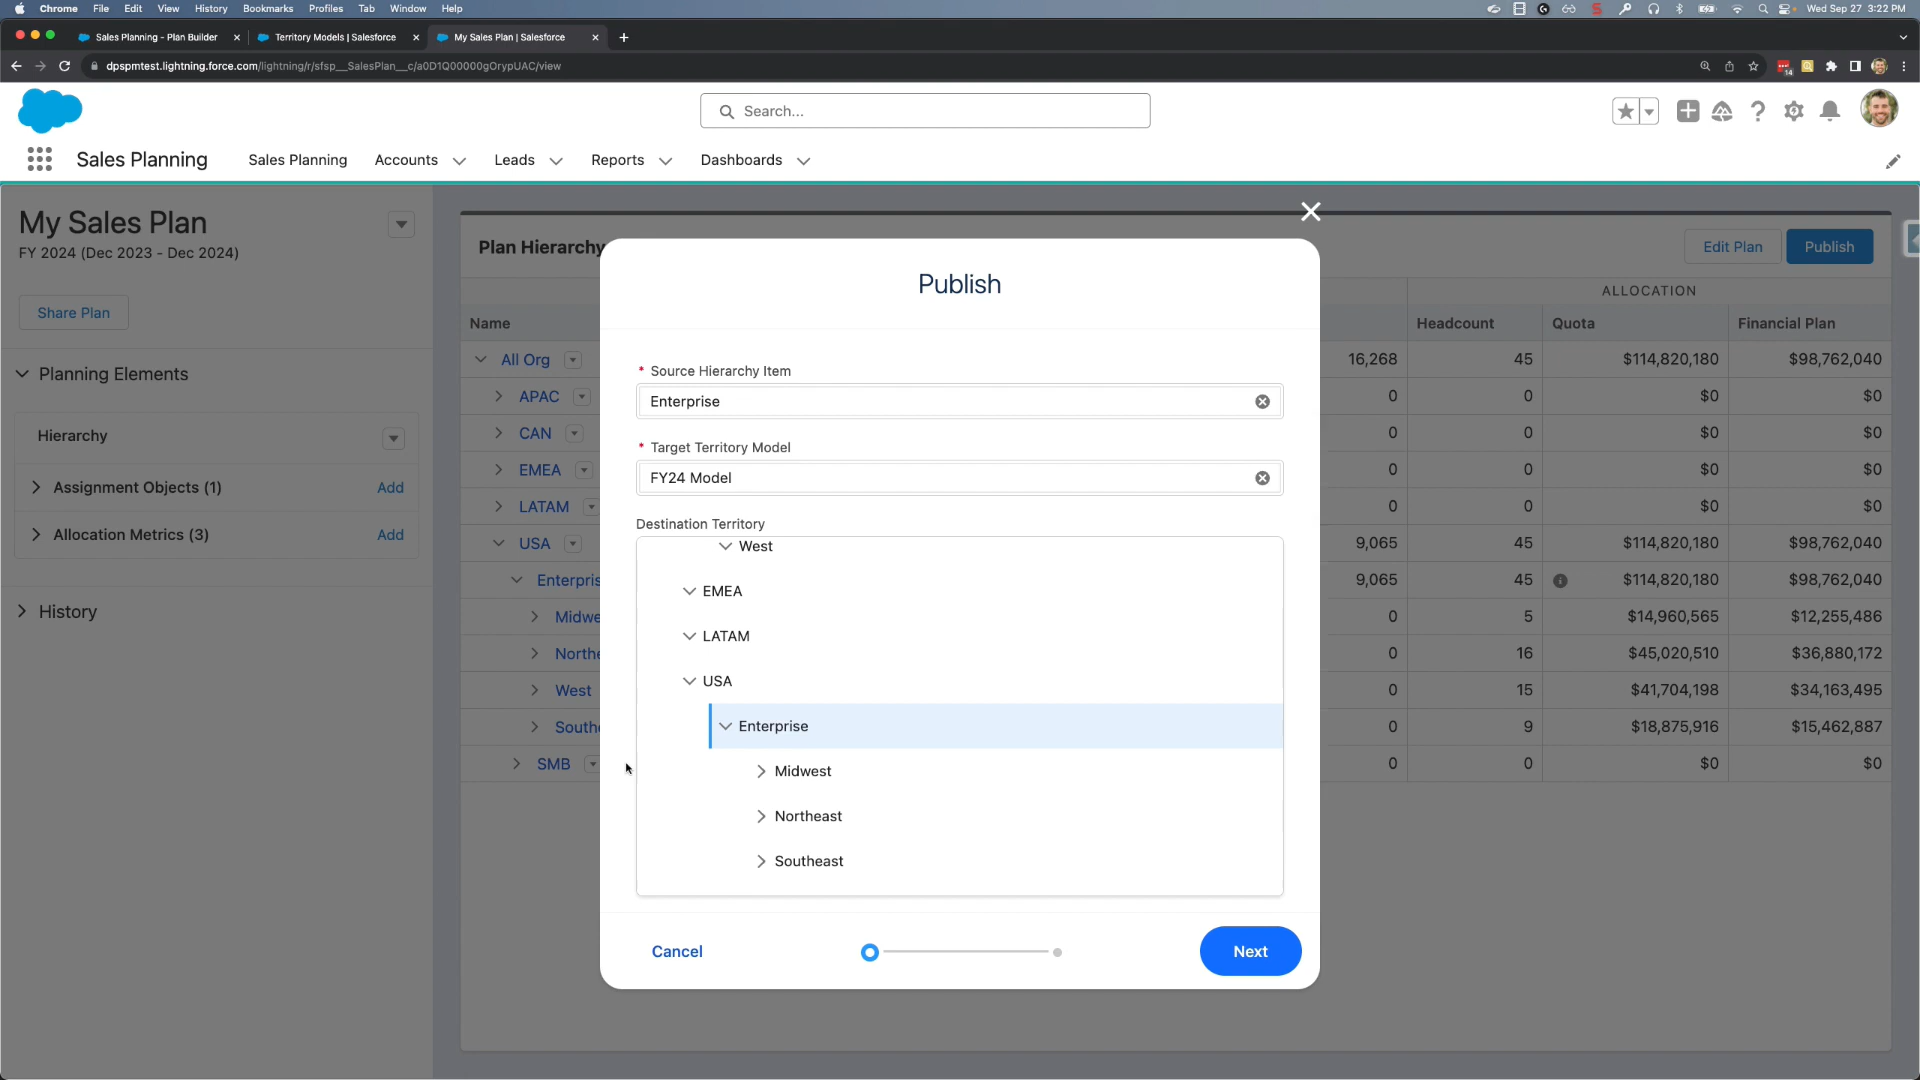 Chrome File Edit View History Bookmarks Profiles Tab Window Help Wed Sep 27 3:22 PM
Sales Planning - Plan Builder Territory Models | Salesforce My Sales Plan | Salesforce
dpspmtest.lightning.force.com/lightning/r/sfsp__SalesPlan__c/a0D1Q00000gOrypUAC/view
14
Search...
Sales Planning Sales Planning Accounts Leads Reports Dashboards
My Sales Plan
FY 2024 (Dec 2023 - Dec 2024)
Share Plan
Planning Elements
Hierarchy
Assignment Objects (1) Add
Allocation Metrics (3) Add
History
Plan Hierarchy Edit Plan Publish
ALLOCATION
Name Headcount Quota Financial Plan
All Org 16,268 45 $114,820,180 $98,762,040
APAC 0 0 $0 $0
CAN 0 0 $0 $0
EMEA 0 0 $0 $0
LATAM 0 0 $0 $0
USA 9,065 45 $114,820,180 $98,762,040
Enterpris 9,065 45 $114,820,180 $98,762,040
Midwe 0 5 $14,960,565 $12,255,486
Northe 0 16 $45,020,510 $36,880,172
West 0 15 $41,704,198 $34,163,495
Southe 0 9 $18,875,916 $15,462,887
SMB 0 0 $0 $0
Publish
* Source Hierarchy Item
Enterprise
* Target Territory Model
FY24 Model
Destination Territory
West
EMEA
LATAM
USA
Enterprise
Midwest
Northeast
Southeast
Cancel Next